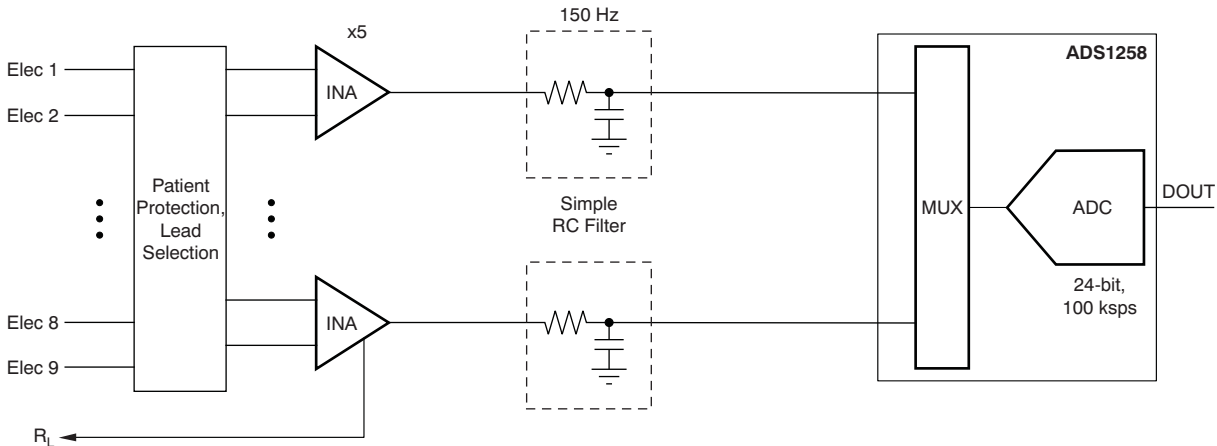 150 Hz
x5
ADS1258
Elec 1
INA
Elec 2
Patient
Protection,
Lead
Selection
Simple
RC Filter
MUX
ADC
DOUT
24-bit,
100 ksps
Elec 8
INA
Elec 9
RL